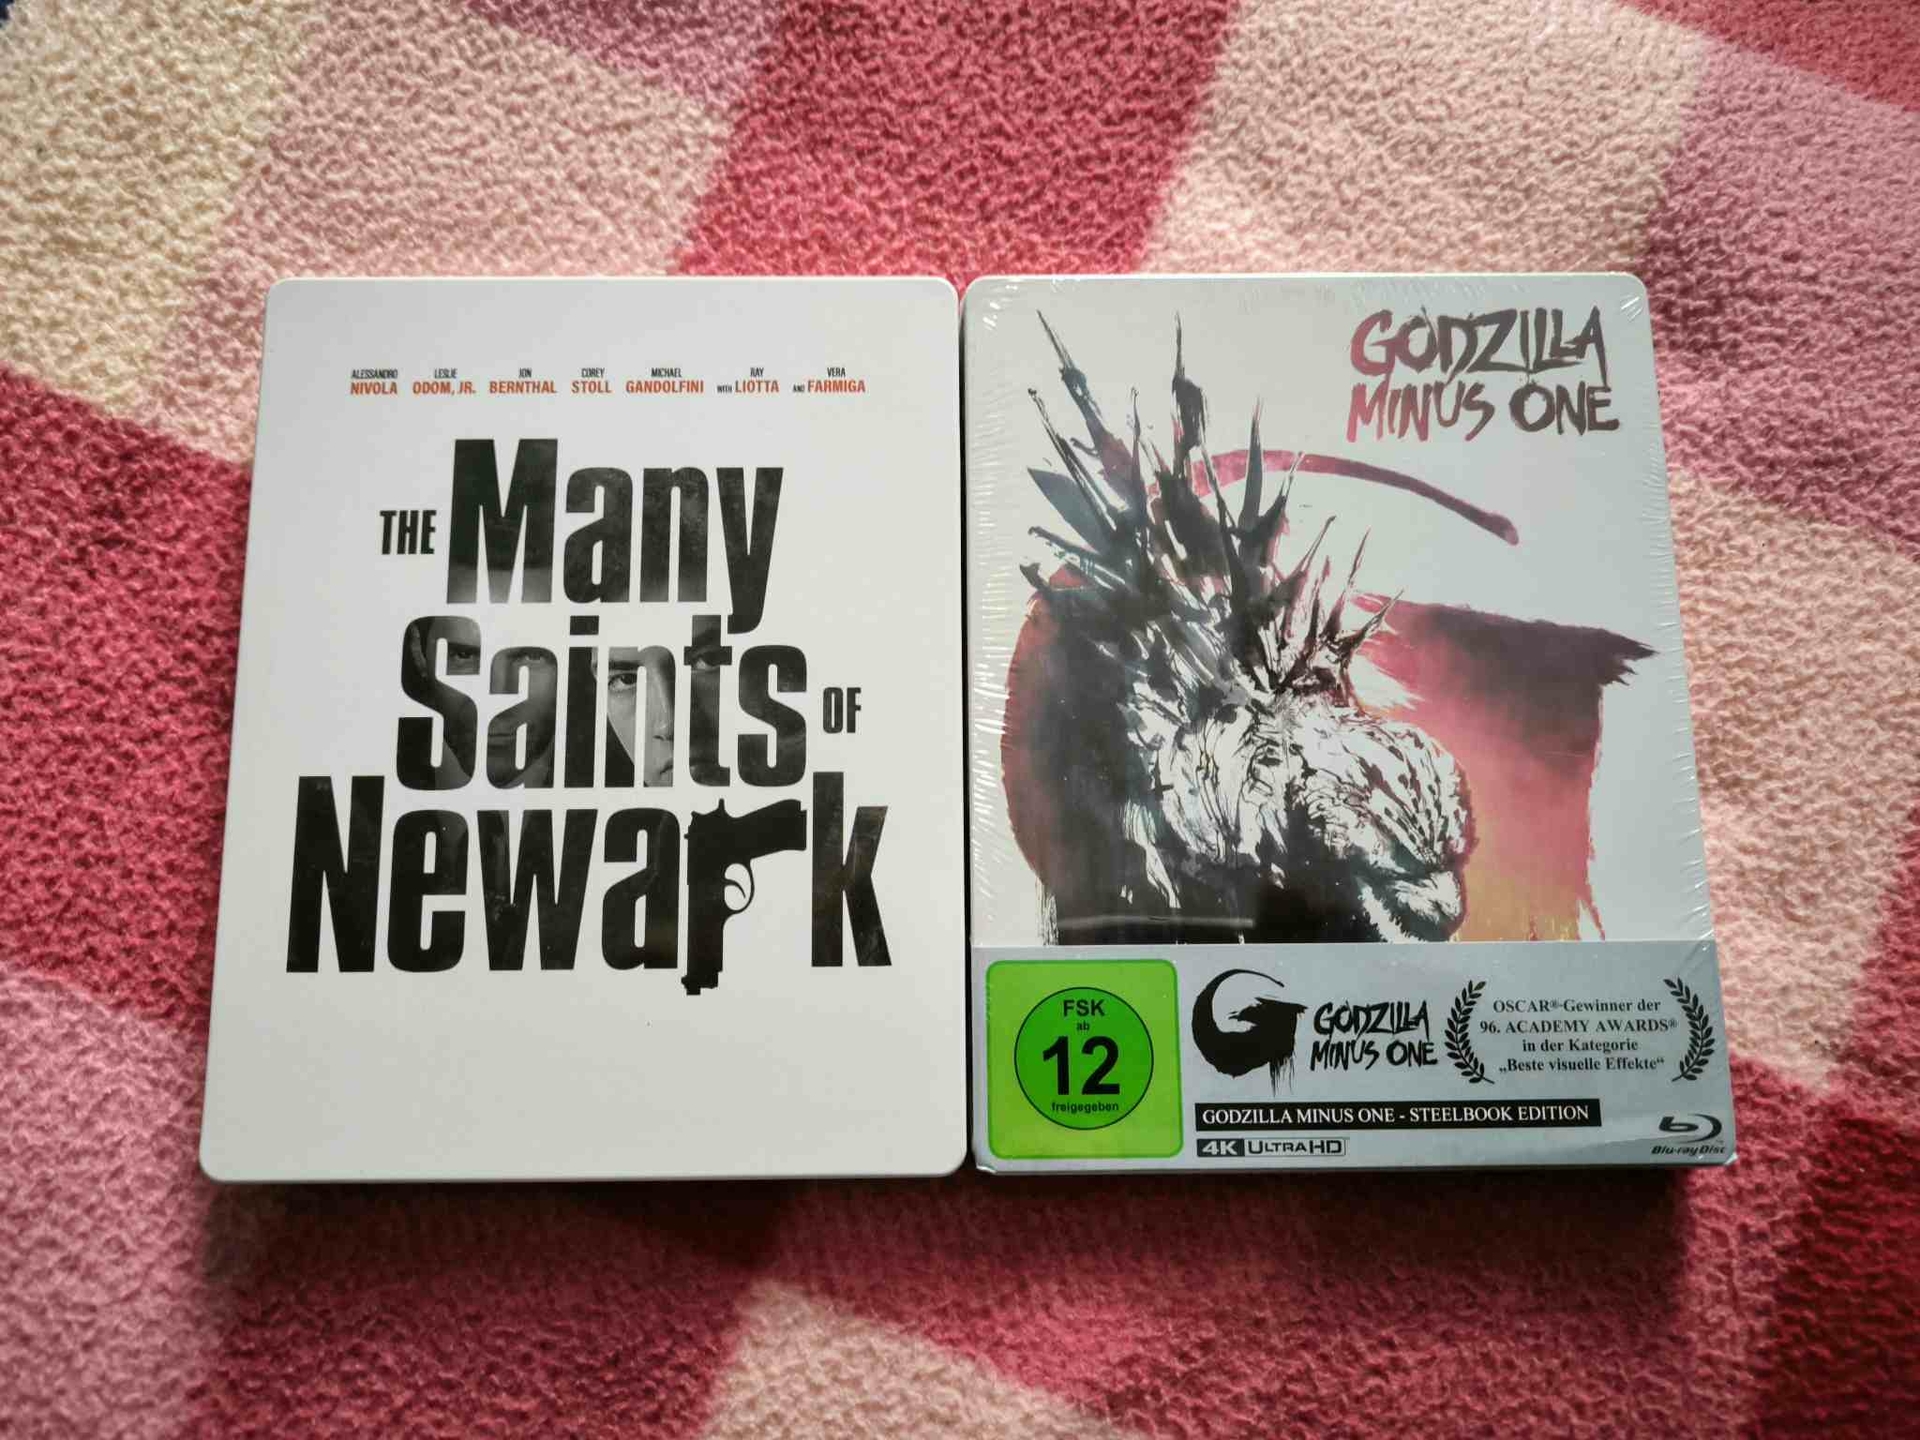 ALESSANDRO NIVOLA LESLIE ODOM, JR. JON BERNTHAL COREY STOLL MICHAEL GANDOLFINI WITH RAY LIOTTA AND VERA FARMIGA
THE Many
Saints OF
Newark
GODZILLA
MINUS ONE
FSK
ab
12
freigegeben
GODZILLA
MINUS ONE
OSCAR®-Gewinner der
96. ACADEMY AWARDS®
in der Kategorie
„Beste visuelle Effekte“
GODZILLA MINUS ONE - STEELBOOK EDITION
4K ULTRA HD
Blu-ray Disc